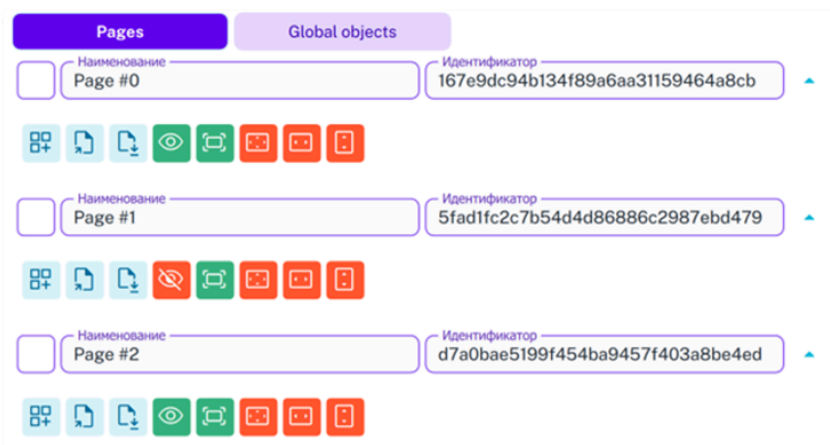 Pages
Global objects
Наименование
Идентификатор
Page #0
167e9dc94b134f89a6aa31159464a8cb
Наименование
Идентификатор
Page #1
5fad1fc2c7b54d4d86886c2987ebd479
Наименование
Идентификатор
Page #2
d7a0bae5199f454ba9457f403a8be4ed